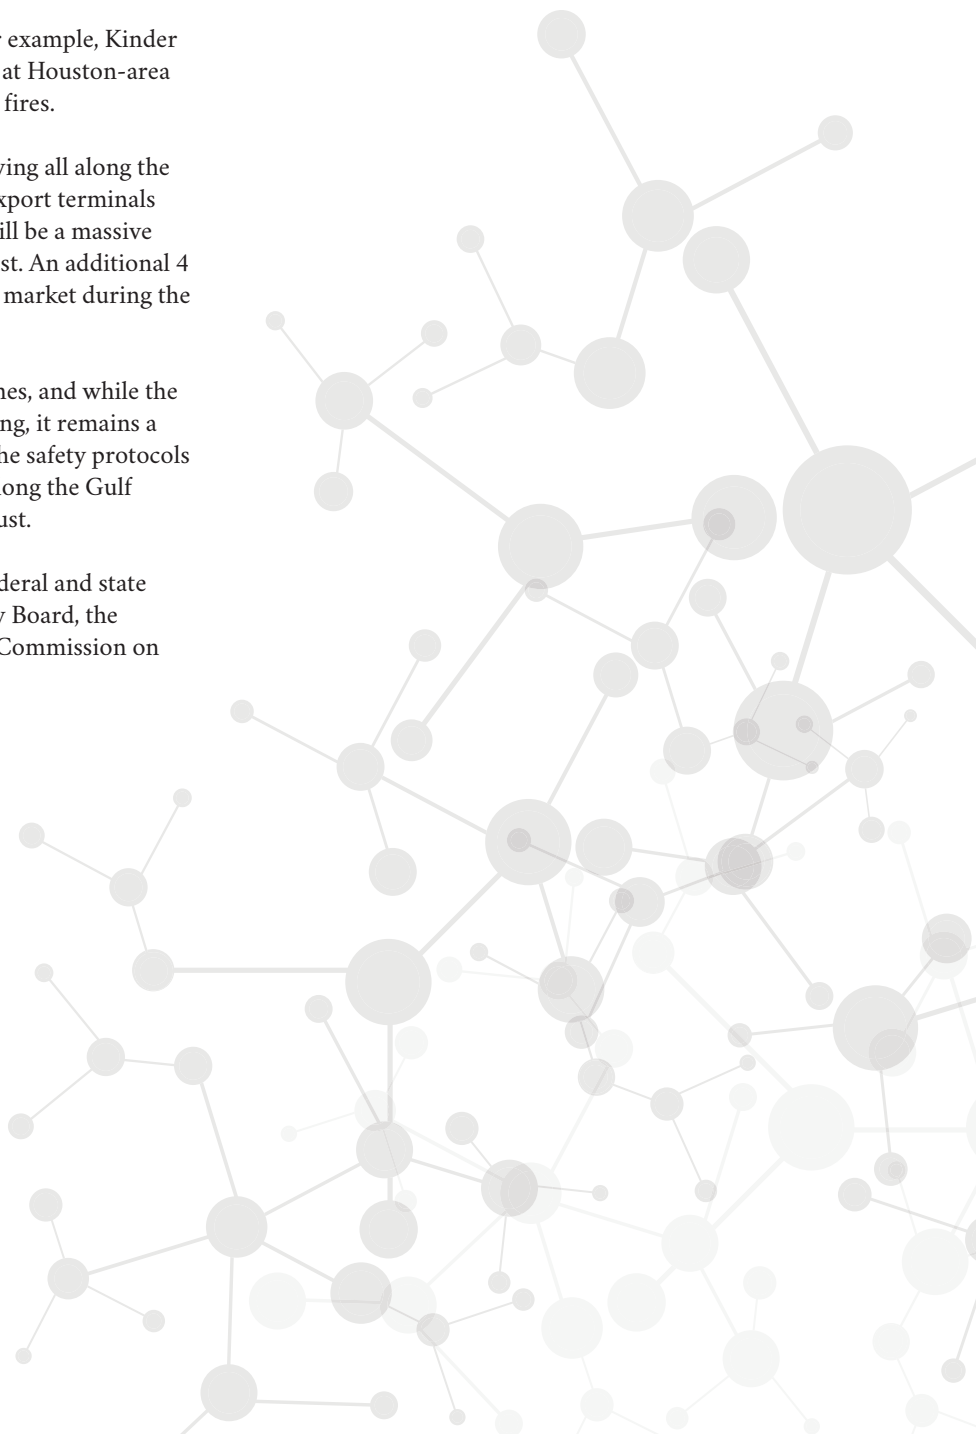 example, Kinder
at Houston-area
fires.
ving all along the
xport terminals
ill be a massive
st. An additional 4
market during the
nes, and while the
ng, it remains a
he safety protocols
long the Gulf
ust.
deral and state
y Board, the
Commission on